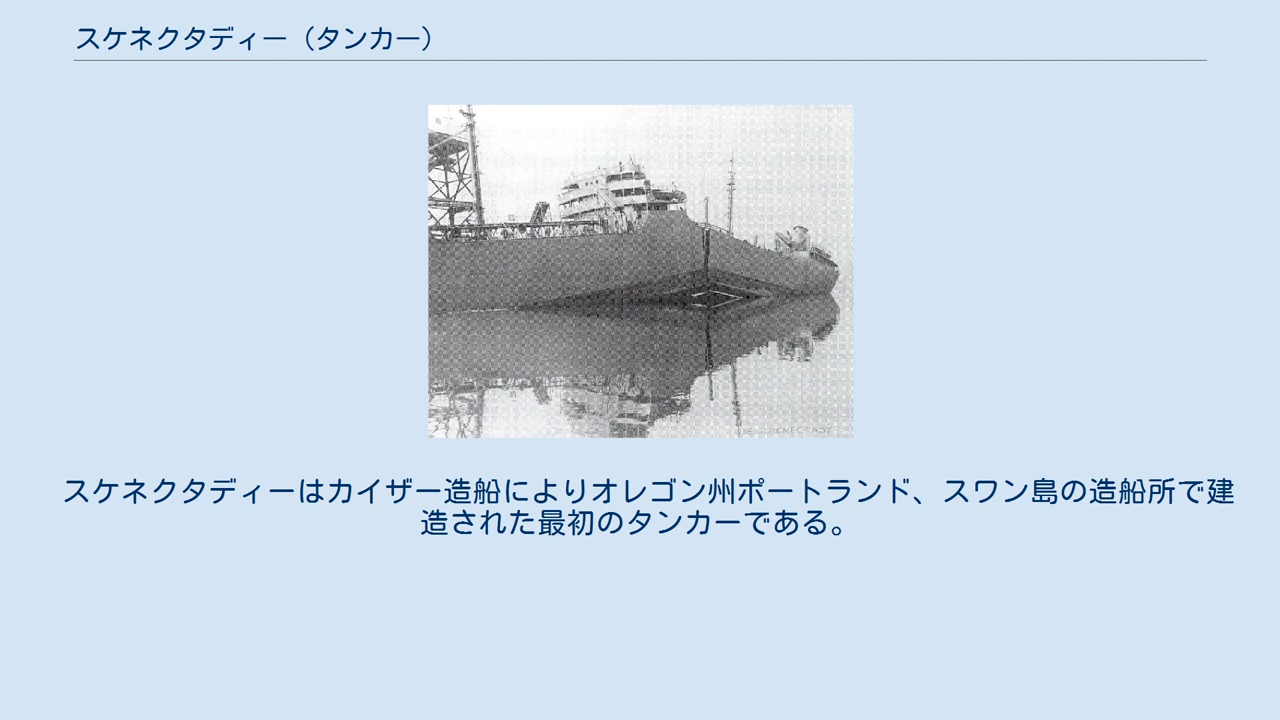 スケネクタディー（タンカー）
スケネクタディーはカイザー造船によりオレゴン州ポートランド、スワン島の造船所で建
造された最初のタンカーである。